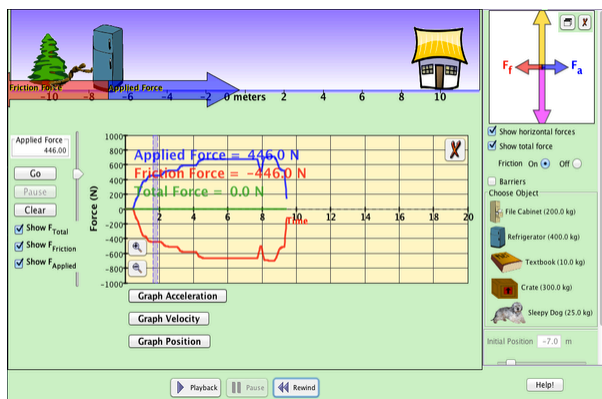 Friction Force
Applied Force
-10 -8 -6 -4 -2 0 meters 2 4 6 8 10
Applied Force
446.00
Go
Pause
Clear
Show FTotal
Show FFriction
Show FApplied
Force (N)
1000
800
600
400
200
0
-200
-400
-600
-800
-1000
Applied Force = 446.0 N
Friction Force = -446.0 N
Total Force = 0.0 N
2 4 6 8 10 12 14 16 18 20
Time
Graph Acceleration
Graph Velocity
Graph Position
Playback
Pause
Rewind
Ff
Fa
Show horizontal forces
Show total force
Friction On Off
Barriers
Choose Object
File Cabinet (200.0 kg)
Refrigerator (400.0 kg)
Textbook (10.0 kg)
Crate (300.0 kg)
Sleepy Dog (25.0 kg)
Initial Position -7.0 m
Help!